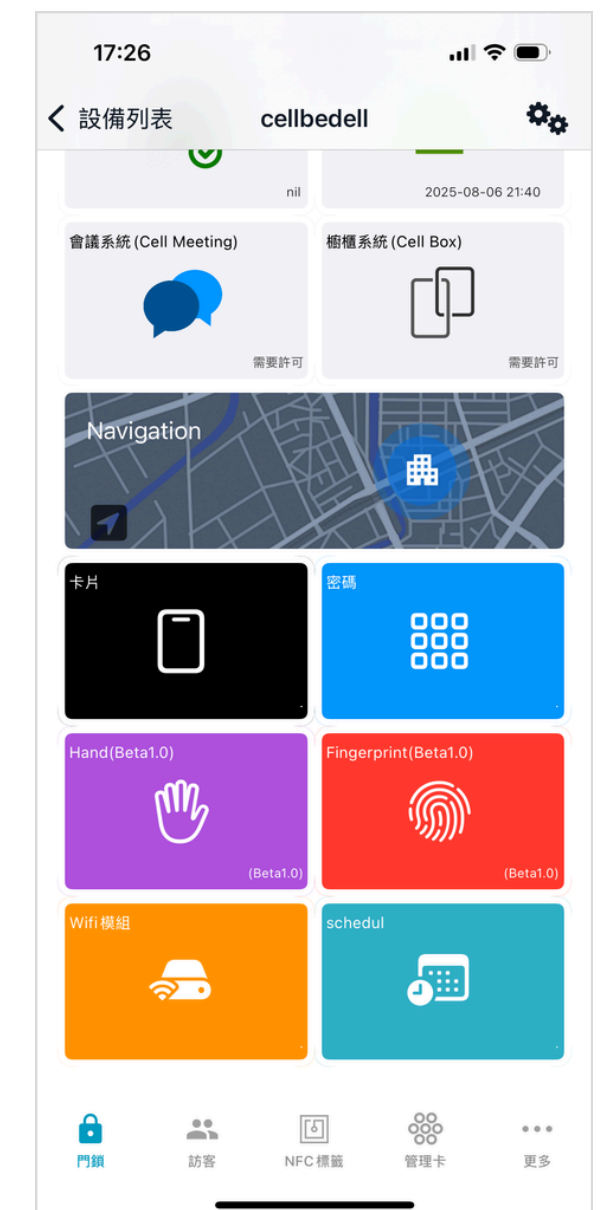 17:26
設備列表
cellbedell
nil
2025-08-06 21:40
會議系統 (Cell Meeting)
櫥櫃系統 (Cell Box)
需要許可
需要許可
Navigation
卡片
密碼
Hand(Beta1.0)
Fingerprint(Beta1.0)
(Beta1.0)
(Beta1.0)
Wifi 模組
schedul
門鎖
訪客
NFC 標籤
管理卡
更多